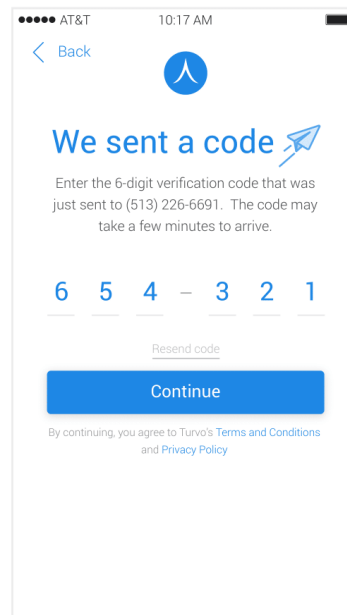 AT&T 10:17 AM
Back
We sent a code
Enter the 6-digit verification code that was
just sent to (513) 226-6691. The code may
take a few minutes to arrive.
6 5 4 – 3 2 1
Resend code
Continue
By continuing, you agree to Turvo's Terms and Conditions
and Privacy Policy